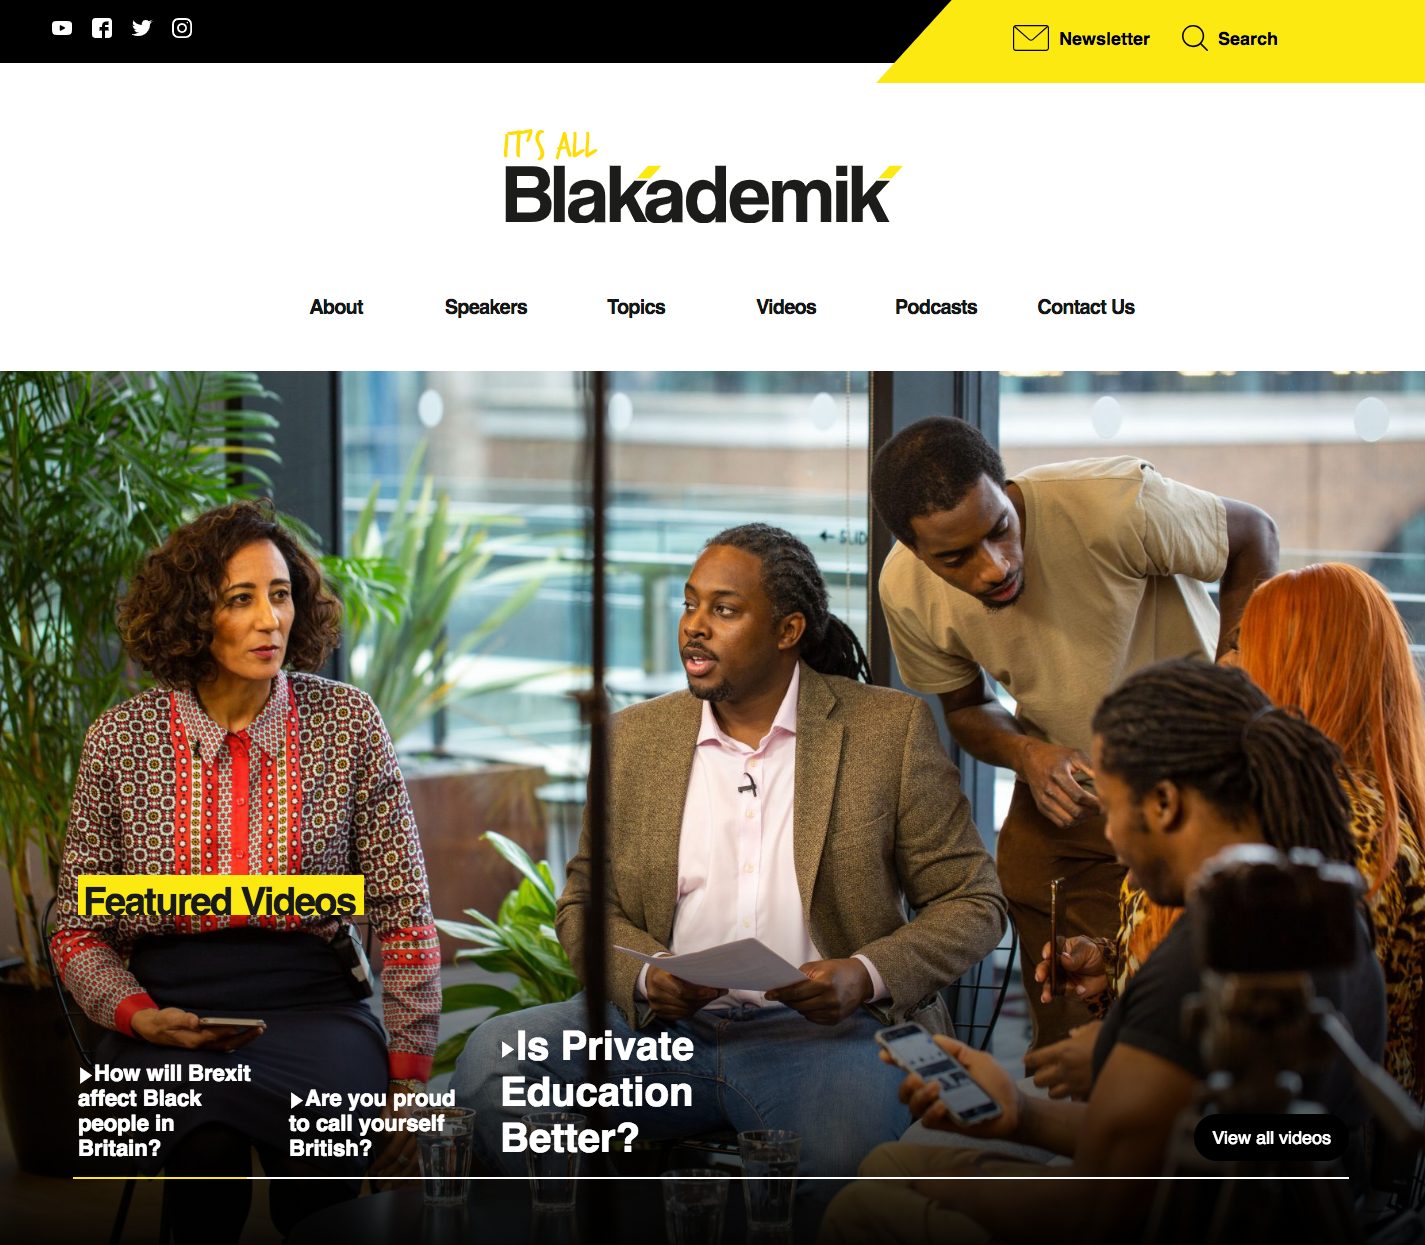 Newsletter
Search
IT'S ALL
Blakademik
About
Speakers
Topics
Videos
Podcasts
Contact Us
Featured Videos
How will Brexit
affect Black
people in
Britain?
Are you proud
to call yourself
British?
Is Private
Education
Better?
View all videos